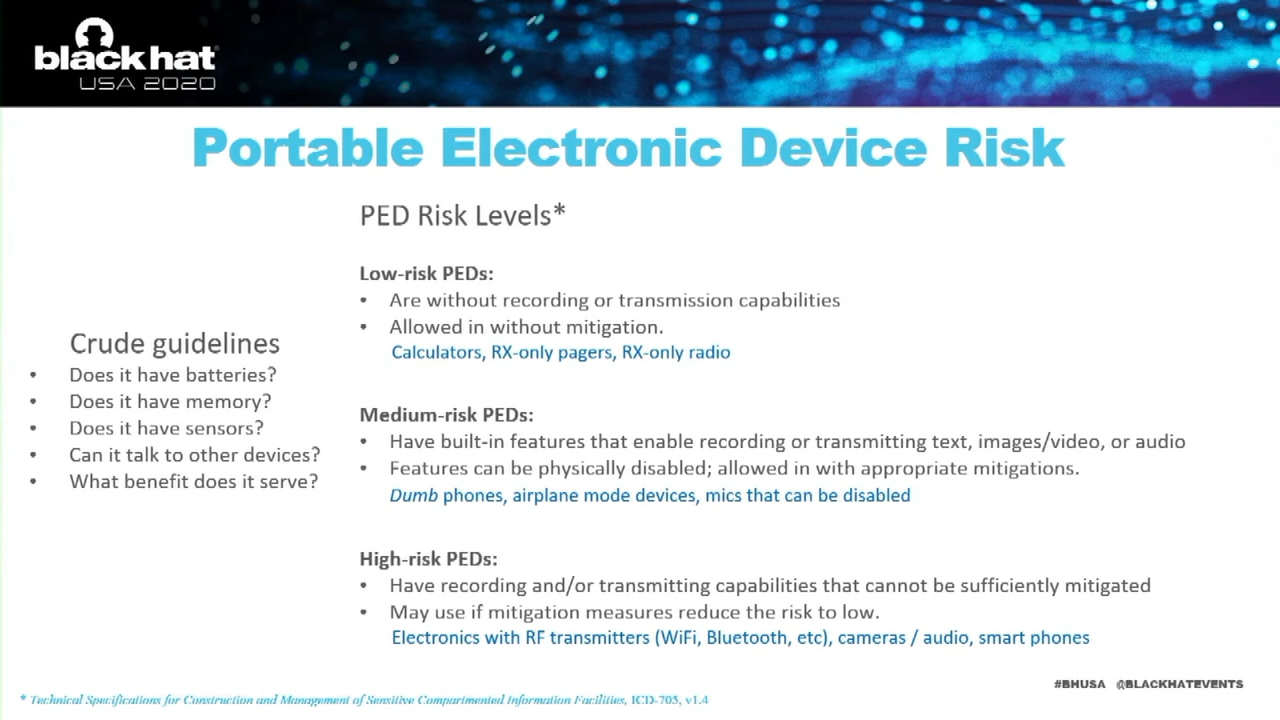 black hat
USA 2020
Portable Electronic Device Risk
Crude guidelines
• Does it have batteries?
• Does it have memory?
• Does it have sensors?
• Can it talk to other devices?
• What benefit does it serve?
PED Risk Levels*
Low-risk PEDs:
• Are without recording or transmission capabilities
• Allowed in without mitigation.
Calculators, RX-only pagers, RX-only radio
Medium-risk PEDs:
• Have built-in features that enable recording or transmitting text, images/video, or audio
• Features can be physically disabled; allowed in with appropriate mitigations.
Dumb phones, airplane mode devices, mics that can be disabled
High-risk PEDs:
• Have recording and/or transmitting capabilities that cannot be sufficiently mitigated
• May use if mitigation measures reduce the risk to low.
Electronics with RF transmitters (WiFi, Bluetooth, etc), cameras / audio, smart phones
* Technical Specifications for Construction and Management of Sensitive Compartmented Information Facilities, ICD-705, v1.4
#BHUSA @BLACKHATEVENTS